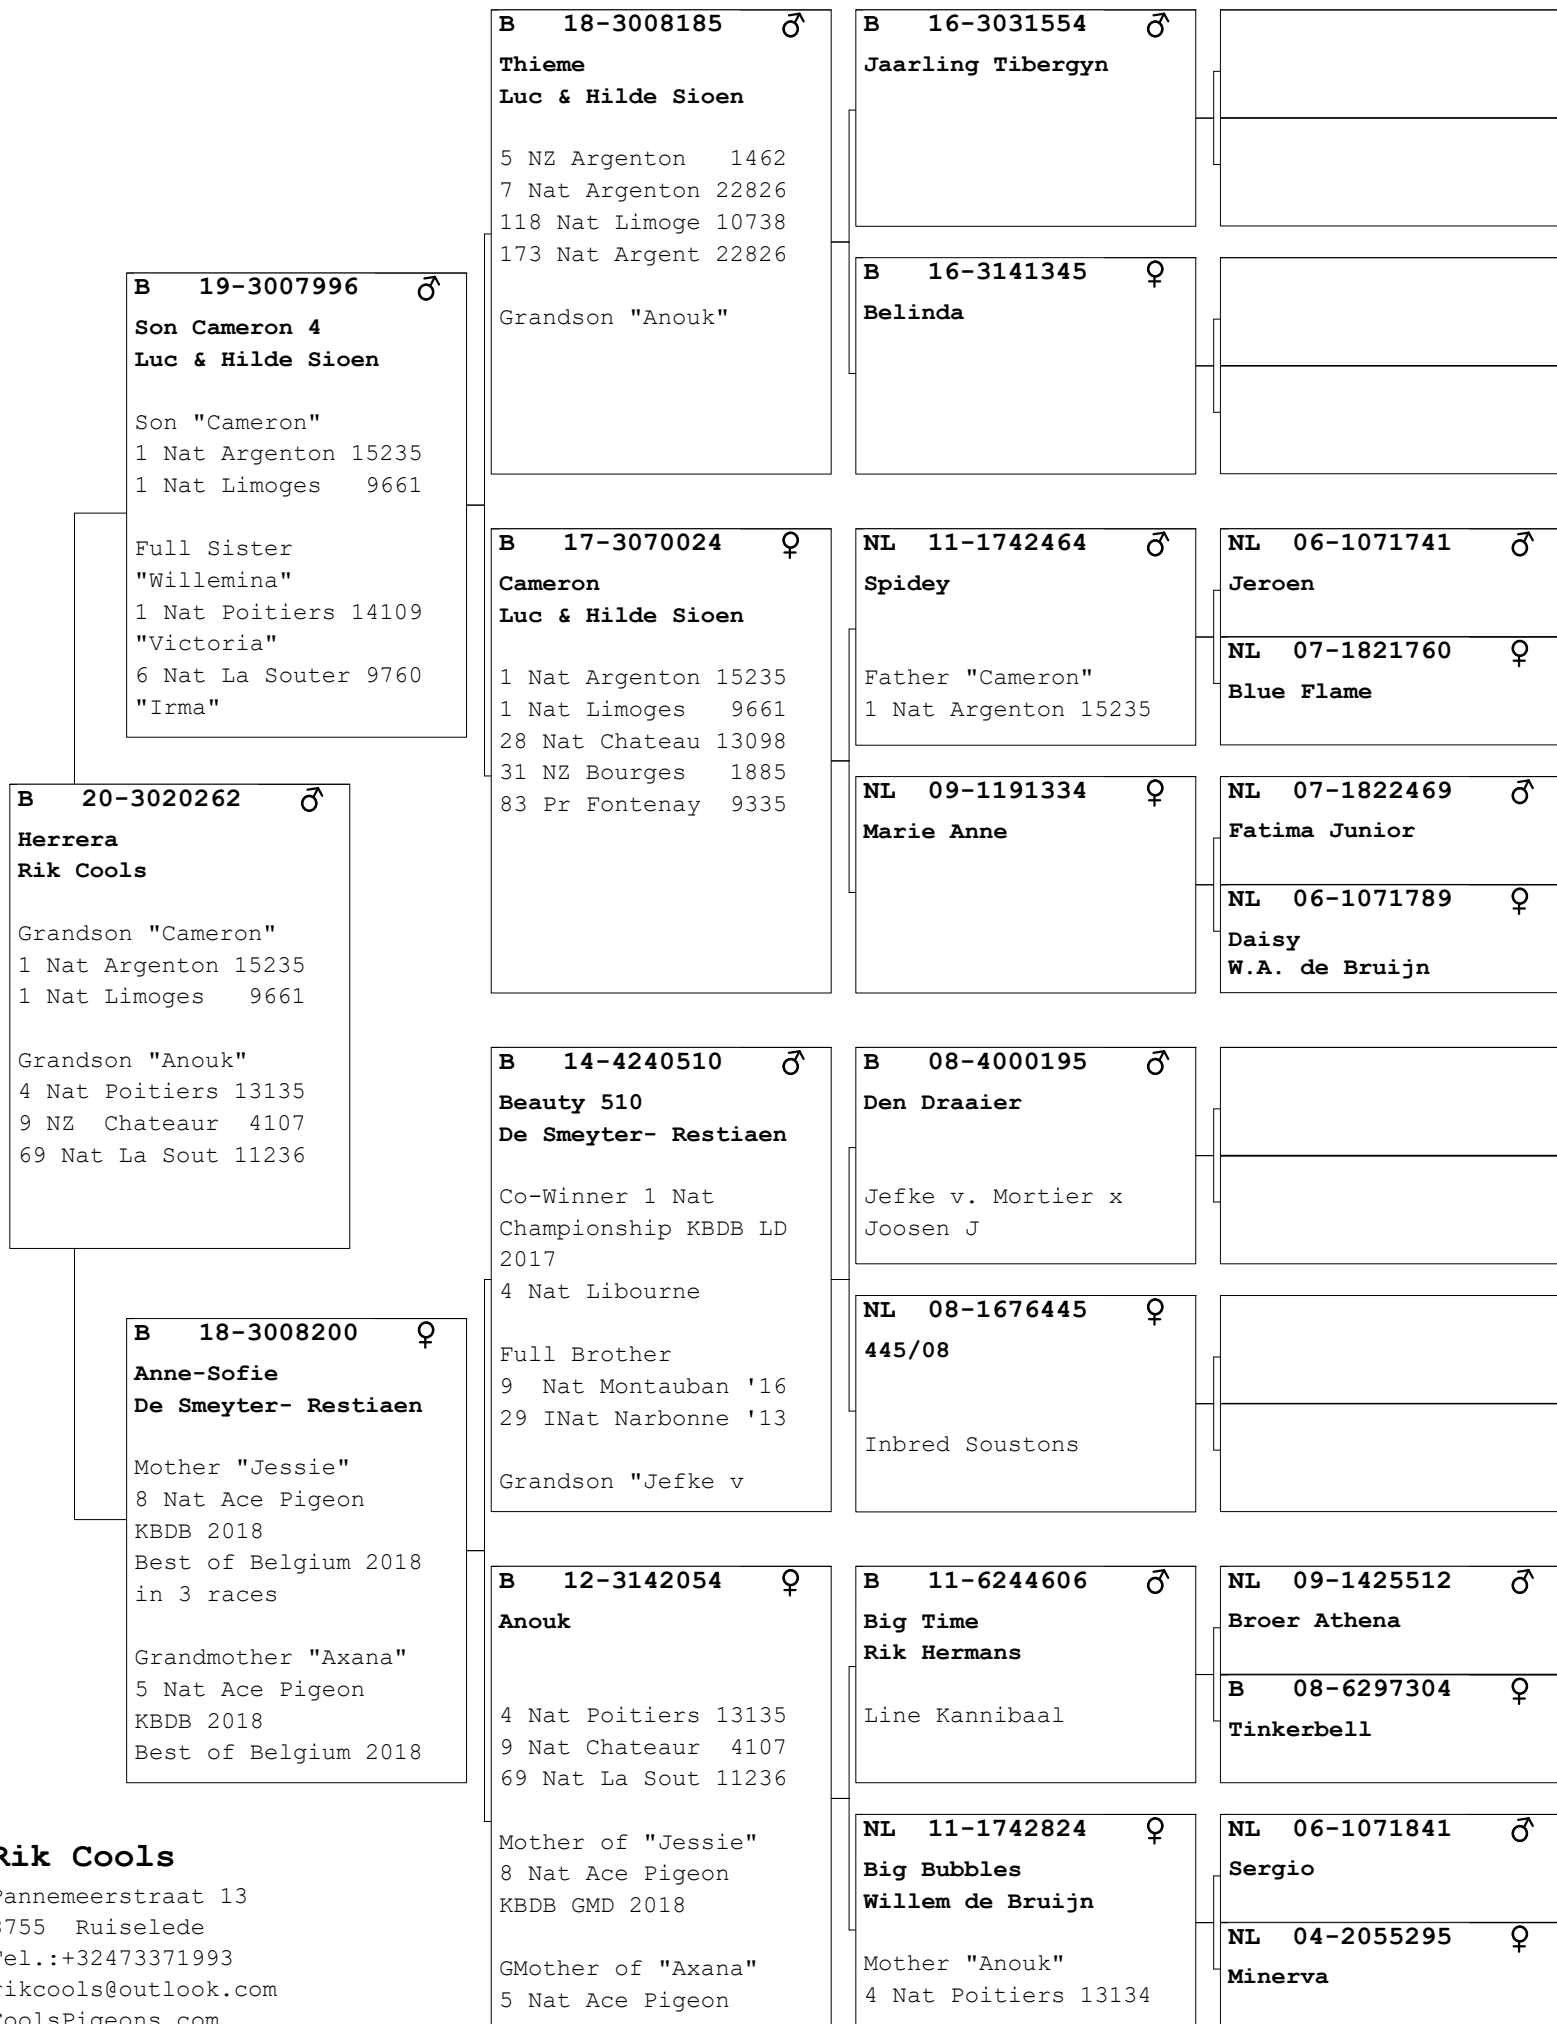 B 20-3020262 ♂
Herrera
Rik Cools
Grandson "Cameron"
1 Nat Argenton 15235
1 Nat Limoges 9661
Grandson "Anouk"
4 Nat Poitiers 13135
9 NZ Chateaur 4107
69 Nat La Sout 11236
B 19-3007996 ♂
Son Cameron 4
Luc & Hilde Sioen
Son "Cameron"
1 Nat Argenton 15235
1 Nat Limoges 9661
Full Sister
"Willemina"
1 Nat Poitiers 14109
"Victoria"
6 Nat La Souter 9760
"Irma"
B 18-3008200 ♀
Anne-Sofie
De Smeyter- Restiaen
Mother "Jessie"
8 Nat Ace Pigeon
KBDB 2018
Best of Belgium 2018
in 3 races
Grandmother "Axana"
5 Nat Ace Pigeon
KBDB 2018
Best of Belgium 2018
B 18-3008185 ♂
Thieme
Luc & Hilde Sioen
5 NZ Argenton 1462
7 Nat Argenton 22826
118 Nat Limoge 10738
173 Nat Argent 22826
Grandson "Anouk"
B 17-3070024 ♀
Cameron
Luc & Hilde Sioen
1 Nat Argenton 15235
1 Nat Limoges 9661
28 Nat Chateau 13098
31 NZ Bourges 1885
83 Pr Fontenay 9335
B 14-4240510 ♂
Beauty 510
De Smeyter- Restiaen
Co-Winner 1 Nat
Championship KBDB LD
2017
4 Nat Libourne
Full Brother
9 Nat Montauban '16
29 INat Narbonne '13
Grandson "Jefke v
B 12-3142054 ♀
Anouk
4 Nat Poitiers 13135
9 Nat Chateaur 4107
69 Nat La Sout 11236
Mother of "Jessie"
8 Nat Ace Pigeon
KBDB GMD 2018
GMother of "Axana"
5 Nat Ace Pigeon
B 16-3031554 ♂
Jaarling Tibergyn
B 16-3141345 ♀
Belinda
NL 11-1742464 ♂
Spidey
Father "Cameron"
1 Nat Argenton 15235
NL 09-1191334 ♀
Marie Anne
B 08-4000195 ♂
Den Draaier
Jefke v. Mortier x
Joosen J
NL 08-1676445 ♀
445/08
Inbred Soustons
B 11-6244606 ♂
Big Time
Rik Hermans
Line Kannibaal
NL 11-1742824 ♀
Big Bubbles
Willem de Bruijn
Mother "Anouk"
4 Nat Poitiers 13134
NL 06-1071741 ♂
Jeroen
NL 07-1821760 ♀
Blue Flame
NL 07-1822469 ♂
Fatima Junior
NL 06-1071789 ♀
Daisy
W.A. de Bruijn
NL 09-1425512 ♂
Broer Athena
B 08-6297304 ♀
Tinkerbell
NL 06-1071841 ♂
Sergio
NL 04-2055295 ♀
Minerva
Rik Cools
Pannemeerstraat 13
8755 Ruiselede
Tel.:+32473371993
rikcools@outlook.com
CoolsPigeons.com